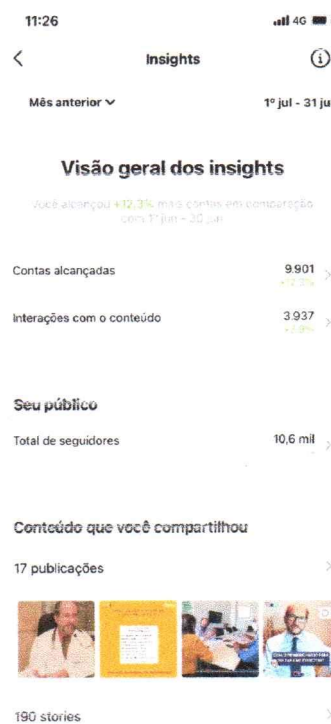 11:26
4G
Insights
Mês anterior
1º jul - 31 ju
Visão geral dos insights
Você alcançou +12,3% mais contas em comparação
com 1º jun - 30 jun
Contas alcançadas
9.901
+12,3%
Interações com o conteúdo
3.937
Seu público
Total de seguidores
10,6 mil
Conteúdo que você compartilhou
17 publicações
190 stories